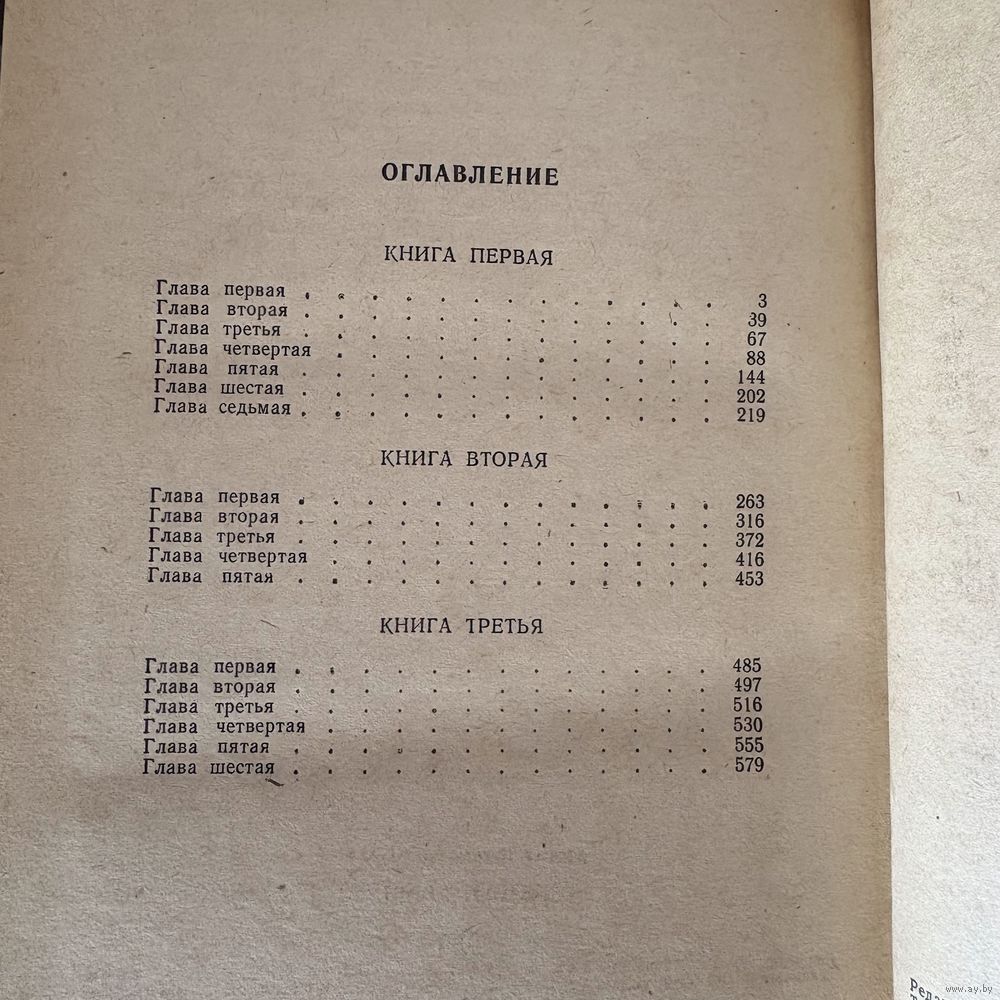 ОГЛАВЛЕНИЕ
КНИГА ПЕРВАЯ
Глава первая . . . . . . . . . . . . . 3
Глава вторая . . . . . . . . . . . . . 39
Глава третья . . . . . . . . . . . . . 67
Глава четвертая . . . . . . . . . . . . 88
Глава пятая . . . . . . . . . . . . . 144
Глава шестая . . . . . . . . . . . . . 202
Глава седьмая . . . . . . . . . . . . . 219
КНИГА ВТОРАЯ
Глава первая . . . . . . . . . . . . . 263
Глава вторая . . . . . . . . . . . . . 316
Глава третья . . . . . . . . . . . . . 372
Глава четвертая . . . . . . . . . . . . 416
Глава пятая . . . . . . . . . . . . . 453
КНИГА ТРЕТЬЯ
Глава первая . . . . . . . . . . . . . 485
Глава вторая . . . . . . . . . . . . . 497
Глава третья . . . . . . . . . . . . . 516
Глава четвертая . . . . . . . . . . . . 530
Глава пятая . . . . . . . . . . . . . 555
Глава шестая . . . . . . . . . . . . . 579
www.ay.by